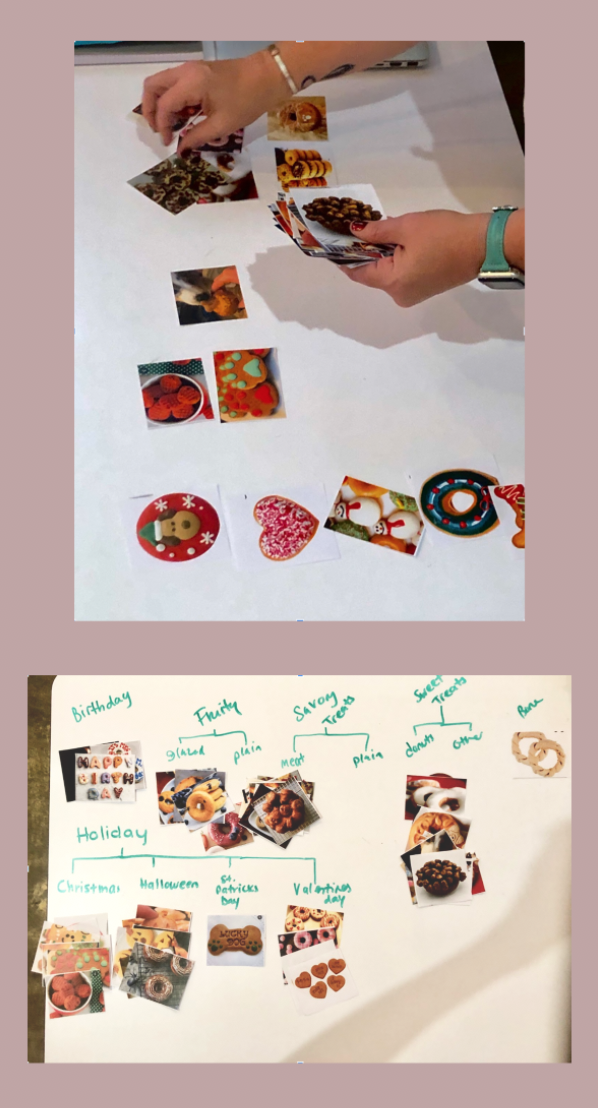 Birthday
Fruity
glazed plain
Savory
Treats
meat plain
Sweet
Treats
donuts other
Bone
HAPPY
BIRTH
DAY
Holiday
Christmas
Halloween
St.
Patricks
Day
Valentines
day
LUCKY
DOG